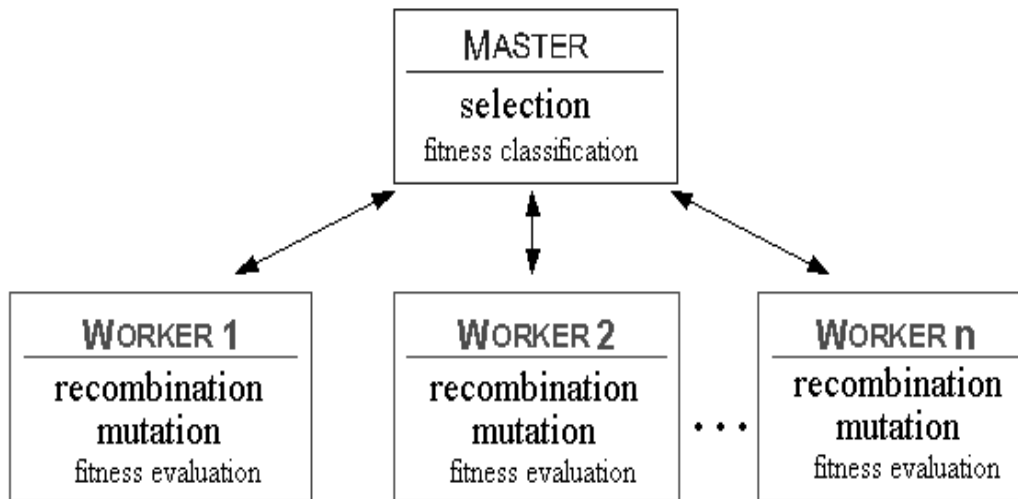 MASTER
selection
fitness classification
WORKER 1
recombination
mutation
fitness evaluation
WORKER 2
recombination
mutation
fitness evaluation
...
WORKER n
recombination
mutation
fitness evaluation